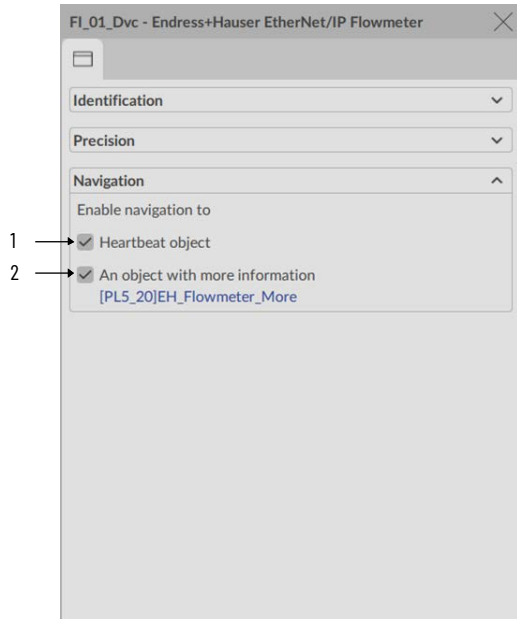 FI_01_Dvc - Endress+Hauser EtherNet/IP Flowmeter
Identification
Precision
Navigation
Enable navigation to
1
Heartbeat object
2
An object with more information
[PL5_20]EH_Flowmeter_More